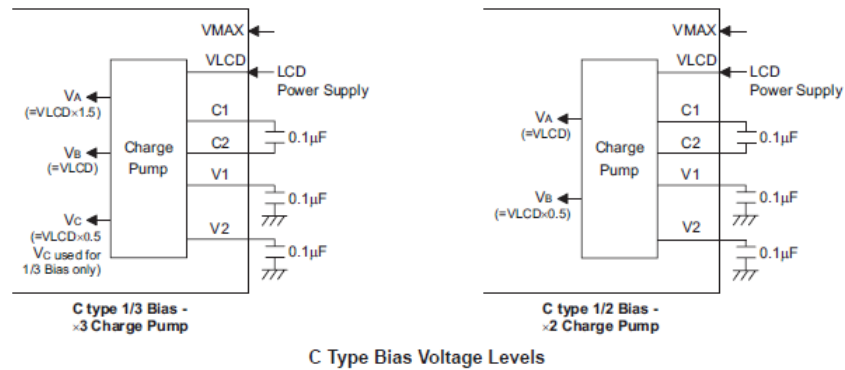 VMAX
VLCD
LCD
Power Supply
VA
(=VLCD×1.5)
C1
0.1µF
VB
(=VLCD)
Charge
Pump
C2
V1
0.1µF
VC
(=VLCD×0.5
VC used for
1/3 Bias only)
V2
0.1µF
C type 1/3 Bias -
×3 Charge Pump
VMAX
VLCD
LCD
Power Supply
VA
(=VLCD)
C1
0.1µF
Charge
Pump
C2
V1
0.1µF
VB
(=VLCD×0.5)
V2
0.1µF
C type 1/2 Bias -
×2 Charge Pump
C Type Bias Voltage Levels